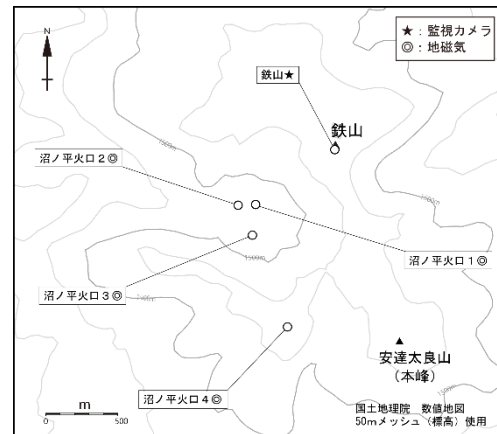 N
★：監視カメラ
◎：地磁気
鉄山★
鉄山
沼ノ平火口２◎
沼ノ平火口１◎
沼ノ平火口３◎
沼ノ平火口４◎
安達太良山
（本峰）
1500m
1500m
1500m
m
0
500
国土地理院　数値地図
50mメッシュ（標高）使用